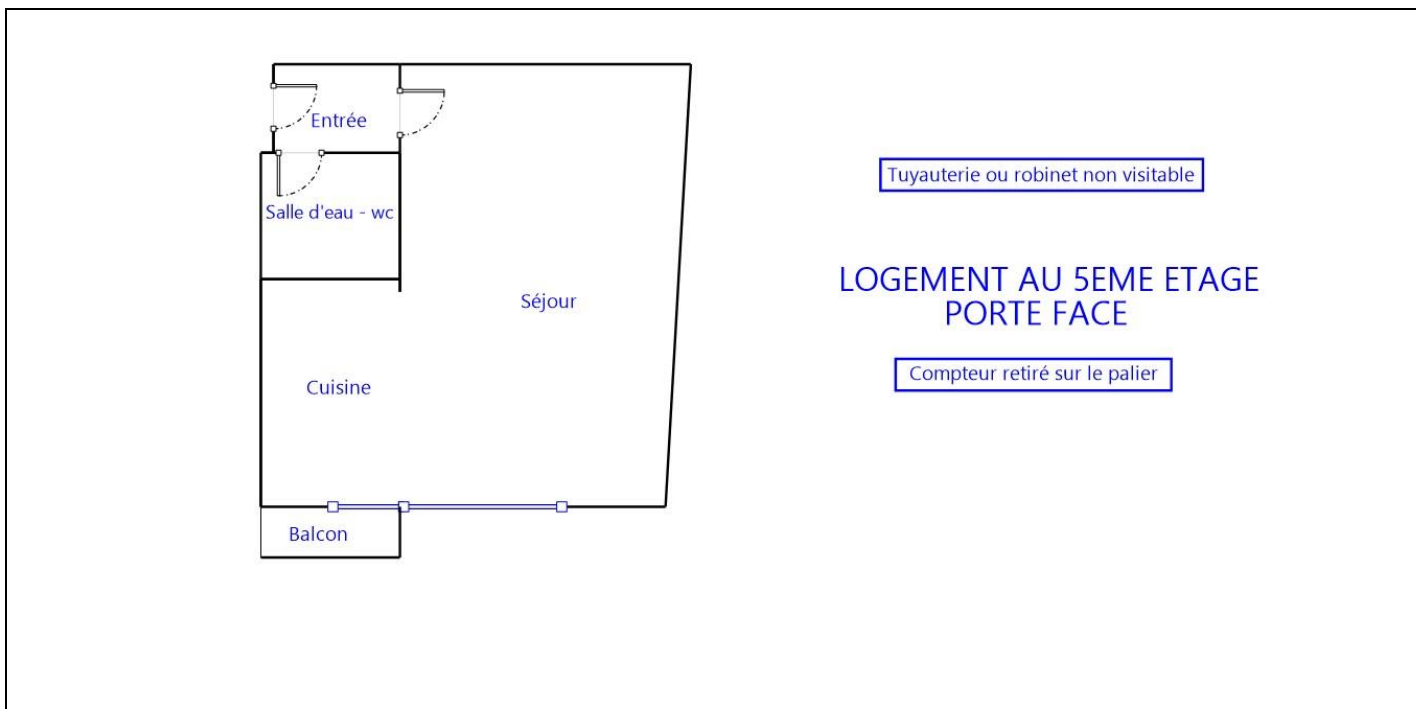 Entrée
Tuyauterie ou robinet non visitable
Salle d'eau - wc
LOGEMENT AU 5EME ETAGE
PORTE FACE
Séjour
Compteur retiré sur le palier
Cuisine
Balcon